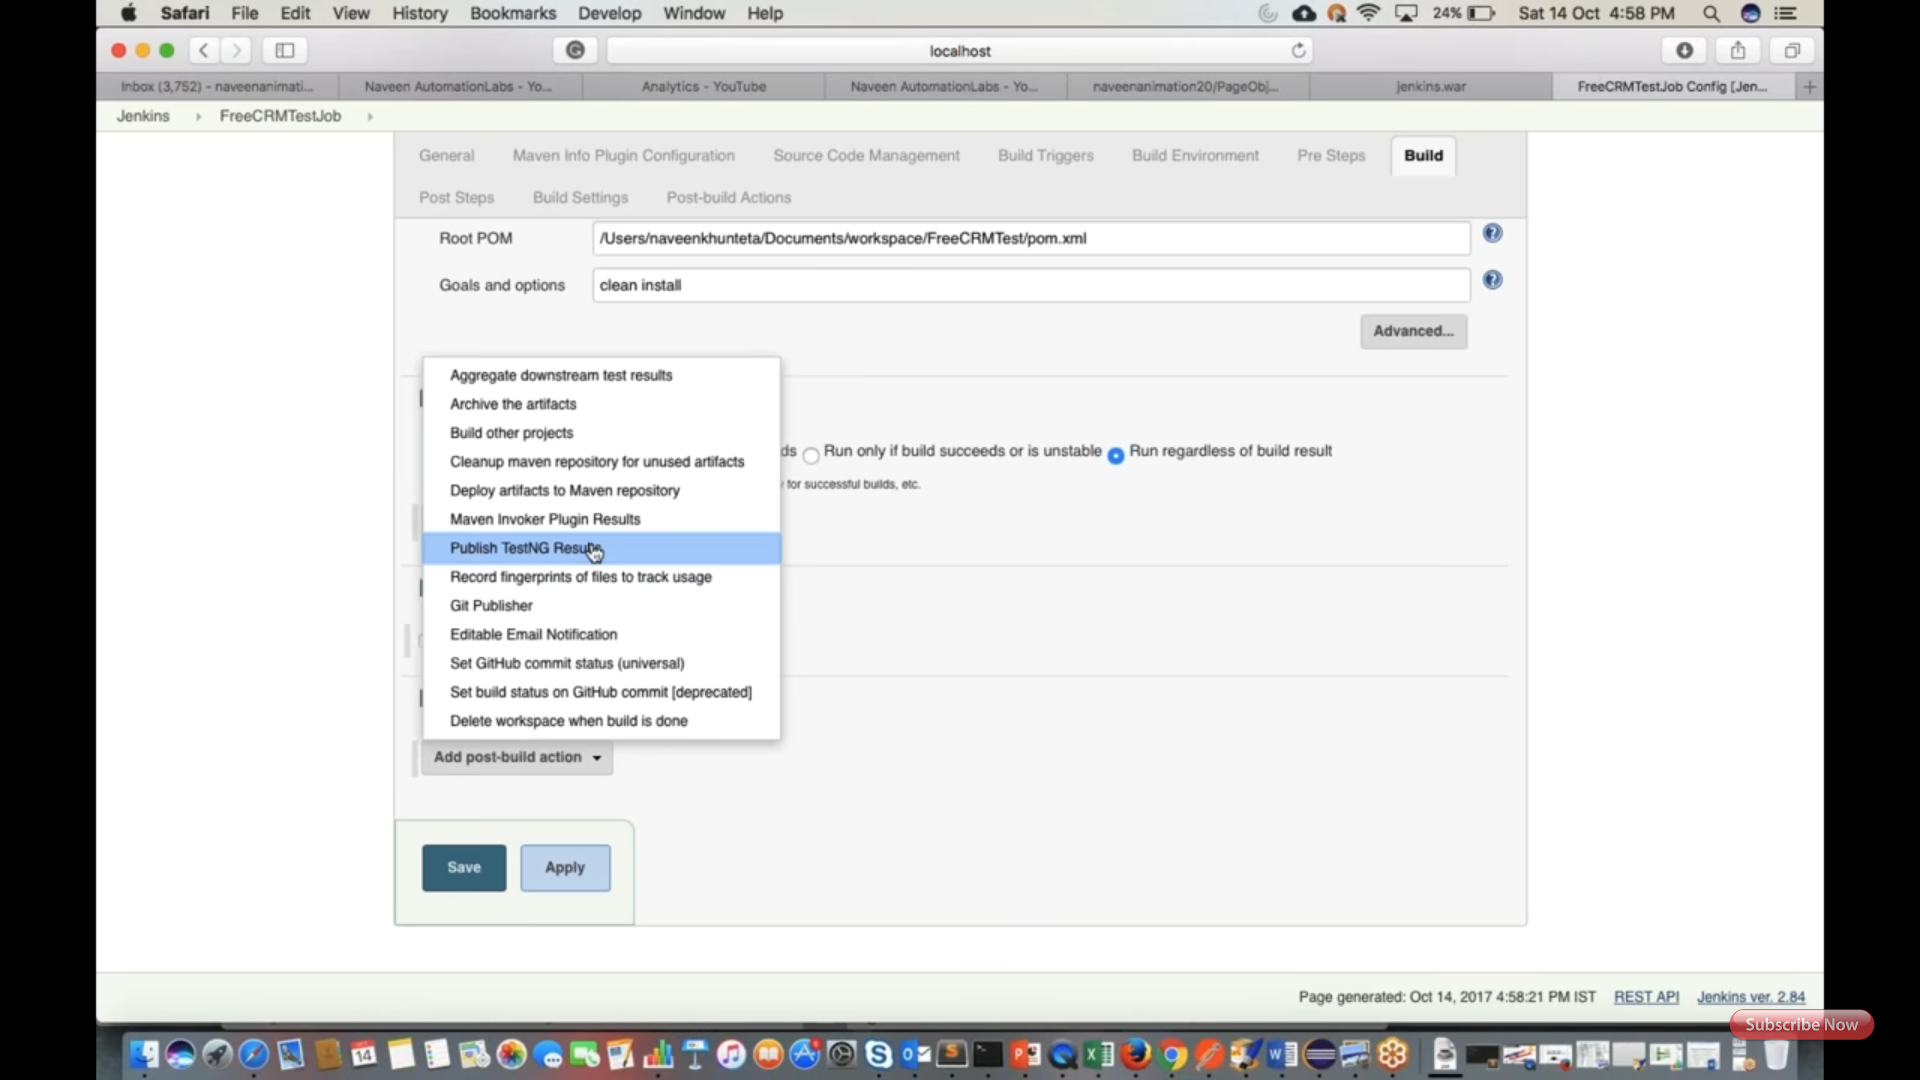 Safari File Edit View History Bookmarks Develop Window Help 24% Sat 14 Oct 4:58 PM
localhost
Inbox (3,752) - naveenanimati... Naveen AutomationLabs - Yo... Analytics - YouTube Naveen AutomationLabs - Yo... naveenanimation20/PageObj... jenkins.war FreeCRMTestJob Config [Jen...
Jenkins FreeCRMTestJob
General Maven Info Plugin Configuration Source Code Management Build Triggers Build Environment Pre Steps Build
Post Steps Build Settings Post-build Actions
Root POM /Users/naveenkhunteta/Documents/workspace/FreeCRMTest/pom.xml
Goals and options clean install
Advanced...
Aggregate downstream test results
Archive the artifacts
Build other projects
ds Run only if build succeeds or is unstable Run regardless of build result
Cleanup maven repository for unused artifacts
for successful builds, etc.
Deploy artifacts to Maven repository
Maven Invoker Plugin Results
Publish TestNG Results
Record fingerprints of files to track usage
Git Publisher
Editable Email Notification
Set GitHub commit status (universal)
Set build status on GitHub commit [deprecated]
Delete workspace when build is done
Add post-build action
Save Apply
Page generated: Oct 14, 2017 4:58:21 PM IST REST API Jenkins ver. 2.84
Subscribe Now
14